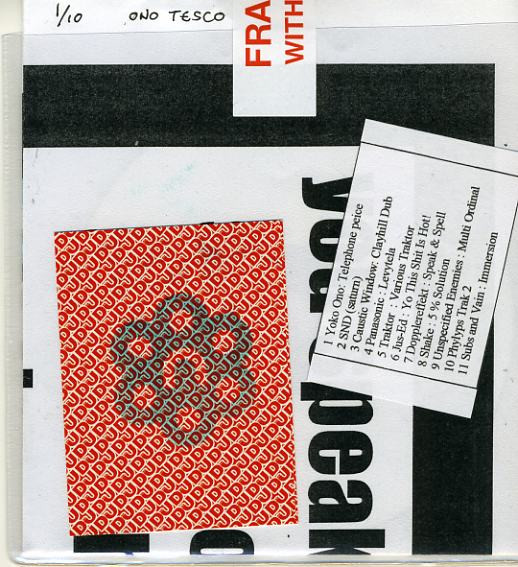 1/10 ONO TESCO
FRA
WITH
you
speak
1 Yoko Ono: Telephone peice
2 SND (saturn)
3 Caustic Window: Clayhill Dub
4 Panasonic : Levytela
5 Traktor : Various Traktor
6 Jus-Ed : Yo This Shit Is Hot!
7 Dopplereffekt : Speak & Spell
8 Shake : 5 % Solution
9 Unspecified Enemies : Multi Ordinal
10 Phylyps Trak 2
11 Subs and Vain : Immersion